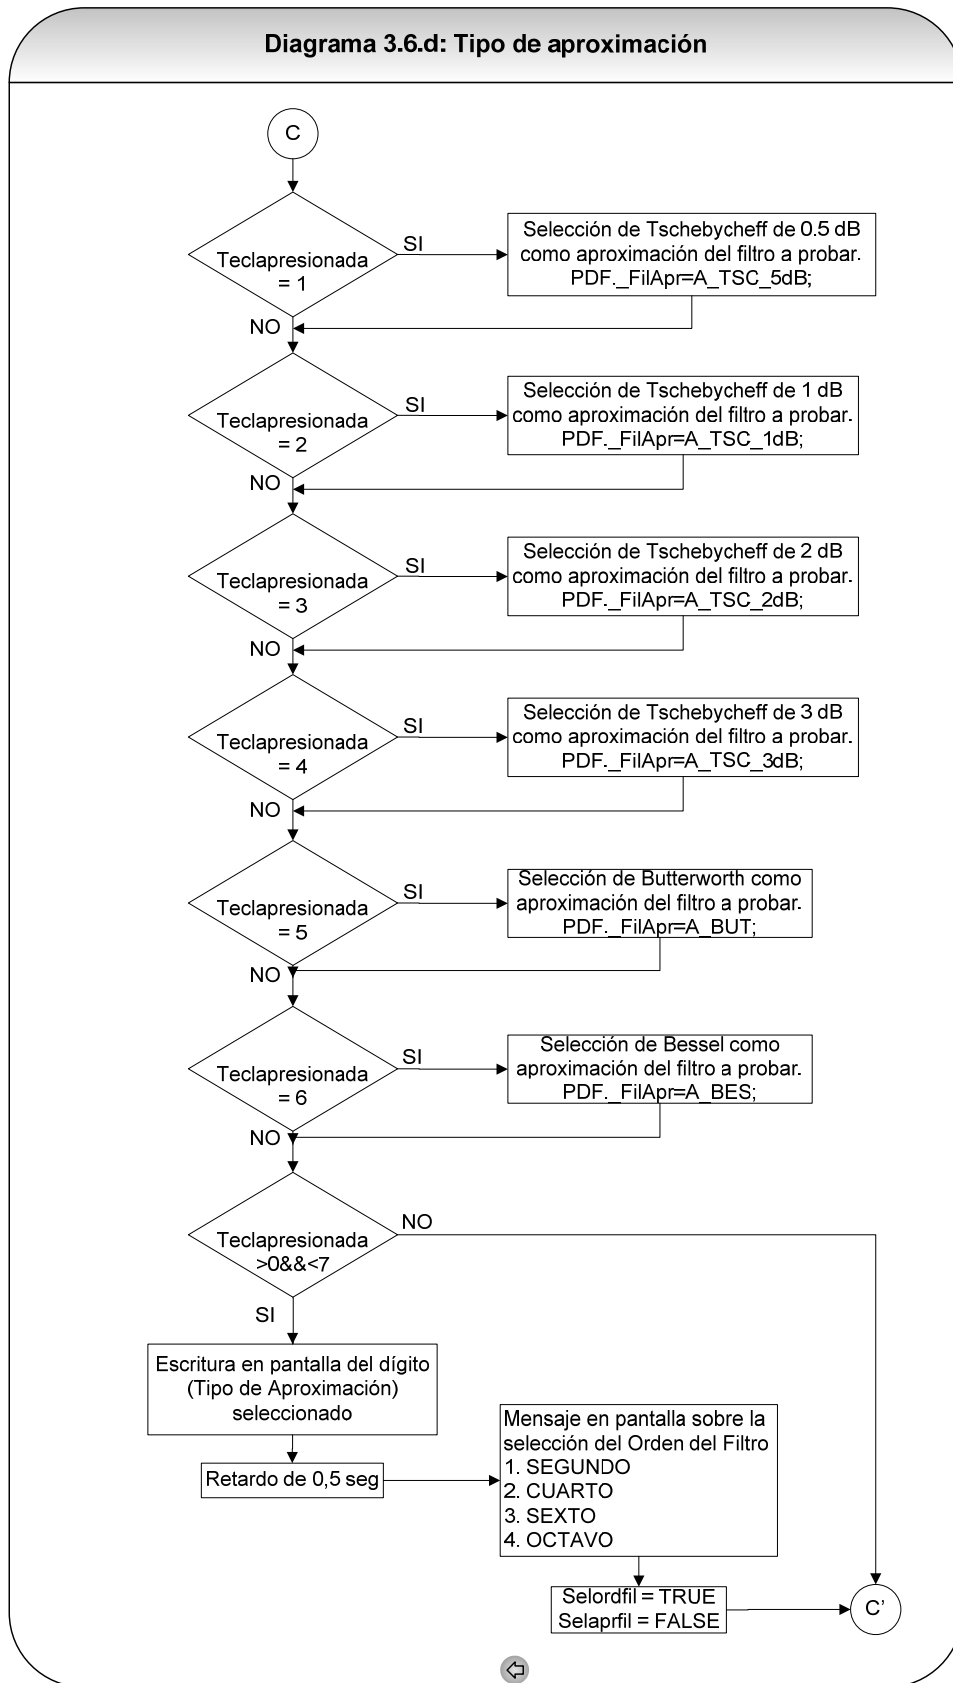 Diagrama 3.6.d: Tipo de aproximación
C
Teclapresionada
= 1
SI
Selección de Tschebycheff de 0.5 dB
como aproximación del filtro a probar.
PDF._FilApr=A_TSC_5dB;
NO
Teclapresionada
= 2
SI
Selección de Tschebycheff de 1 dB
como aproximación del filtro a probar.
PDF._FilApr=A_TSC_1dB;
NO
Teclapresionada
= 3
SI
Selección de Tschebycheff de 2 dB
como aproximación del filtro a probar.
PDF._FilApr=A_TSC_2dB;
NO
Teclapresionada
= 4
SI
Selección de Tschebycheff de 3 dB
como aproximación del filtro a probar.
PDF._FilApr=A_TSC_3dB;
NO
Teclapresionada
= 5
SI
Selección de Butterworth como
aproximación del filtro a probar.
PDF._FilApr=A_BUT;
NO
Teclapresionada
= 6
SI
Selección de Bessel como
aproximación del filtro a probar.
PDF._FilApr=A_BES;
NO
Teclapresionada
>0&&<7
NO
SI
Escritura en pantalla del dígito
(Tipo de Aproximación)
seleccionado
Retardo de 0,5 seg
Mensaje en pantalla sobre la
selección del Orden del Filtro
1. SEGUNDO
2. CUARTO
3. SEXTO
4. OCTAVO
Selordfil = TRUE
Selaprfil = FALSE
C'